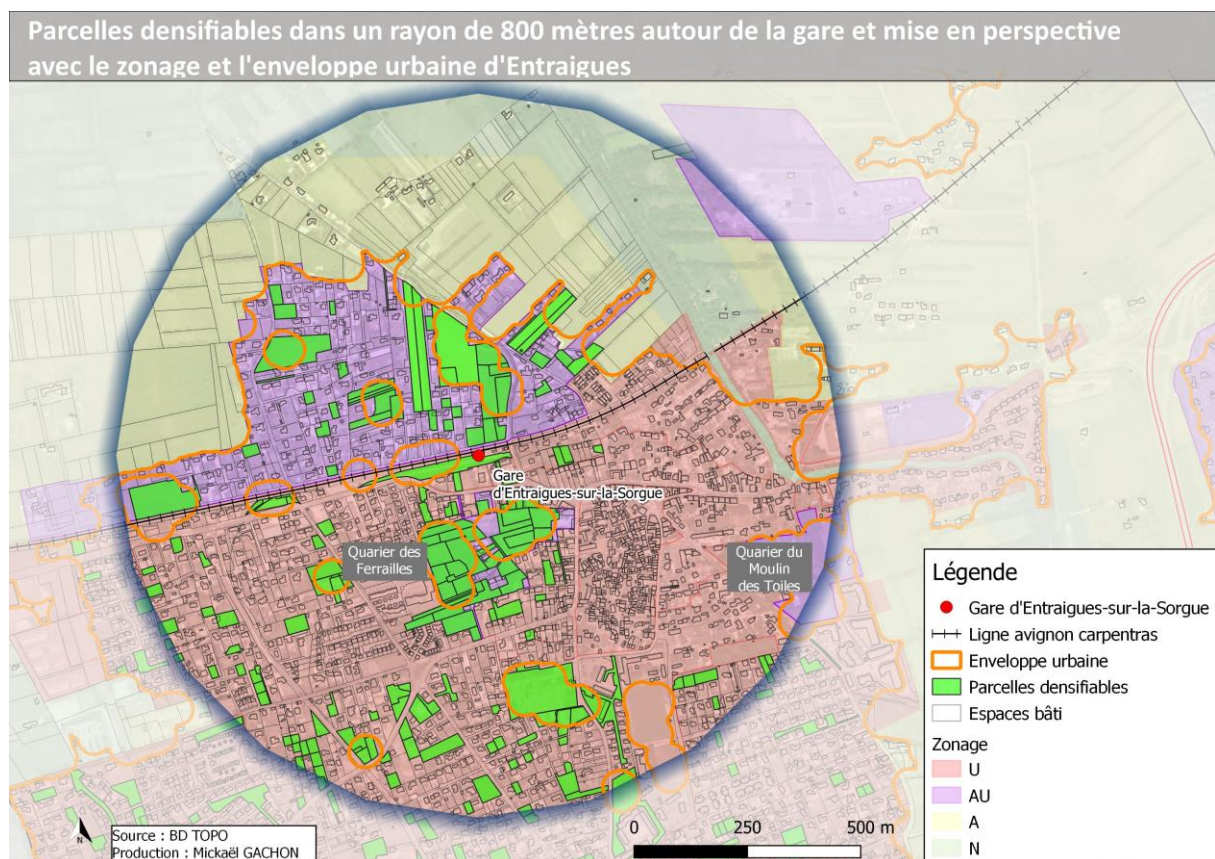 Parcelles densifiables dans un rayon de 800 mètres autour de la gare et mise en perspective
avec le zonage et l'enveloppe urbaine d'Entraigues
Gare
d'Entraigues-sur-la-Sorgue
Quarier des
Ferrailles
Quarier du
Moulin
des Toiles
Légende
Gare d'Entraigues-sur-la-Sorgue
Ligne avignon carpentras
Enveloppe urbaine
Parcelles densifiables
Espaces bâti
Zonage
U
AU
A
N
N
Source : BD TOPO
Production : Mickaël GACHON
0 250 500 m